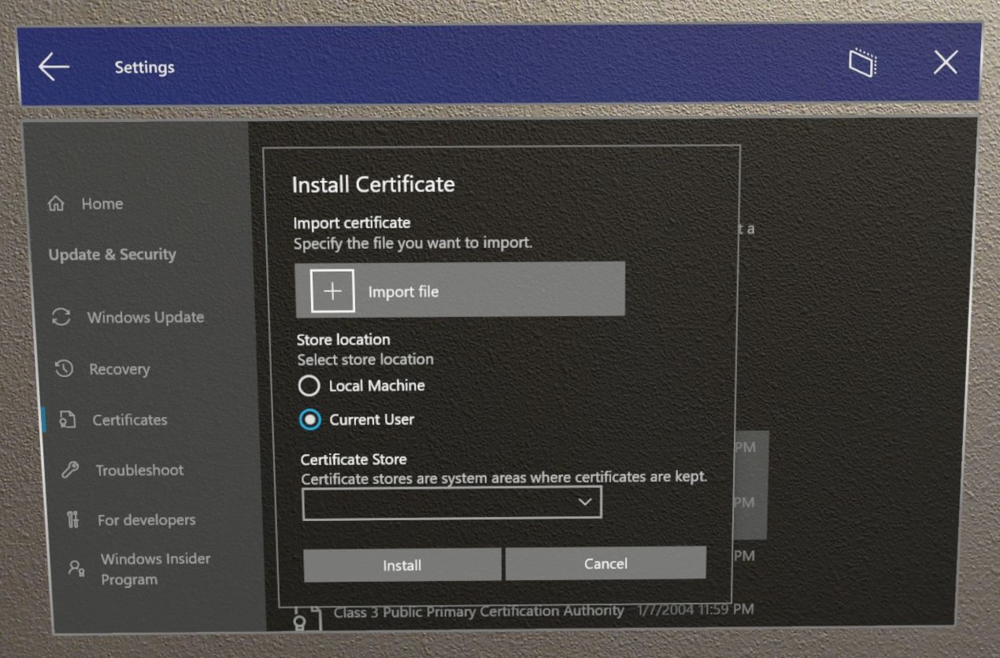 Settings
Home
Update & Security
Windows Update
Recovery
Certificates
Troubleshoot
For developers
Windows Insider
Program
Install Certificate
Import certificate
Specify the file you want to import.
Import file
Store location
Select store location
Local Machine
Current User
Certificate Store
Certificate stores are system areas where certificates are kept.
Install
Cancel
t a
PM
PM
PM
Class 3 Public Primary Certification Authority 1/7/2004 11:59 PM